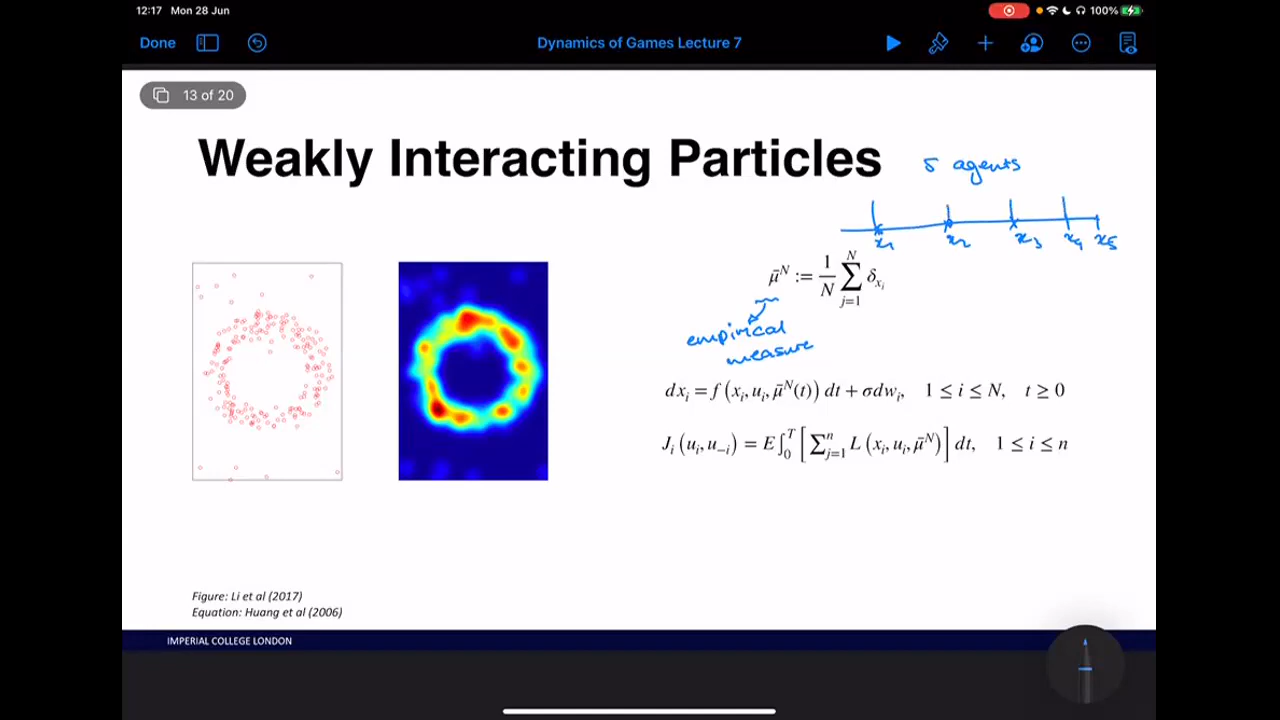 12:17 Mon 28 Jun 100%
Done Dynamics of Games Lecture 7
13 of 20
Weakly Interacting Particles
5 agents
x₁ x₂ x₃ x₄ x₅
μ̄ᴺ := 1/N ∑_{j=1}^{N} δ_{x_i}
empirical
measure
dx_i = f (x_i, u_i, μ̄ᴺ(t)) dt + σdw_i, 1 ≤ i ≤ N, t ≥ 0
J_i (u_i, u_{−i}) = E∫_0^T [∑_{j=1}^n L (x_i, u_i, μ̄ᴺ)] dt, 1 ≤ i ≤ n
Figure: Li et al (2017)
Equation: Huang et al (2006)
IMPERIAL COLLEGE LONDON